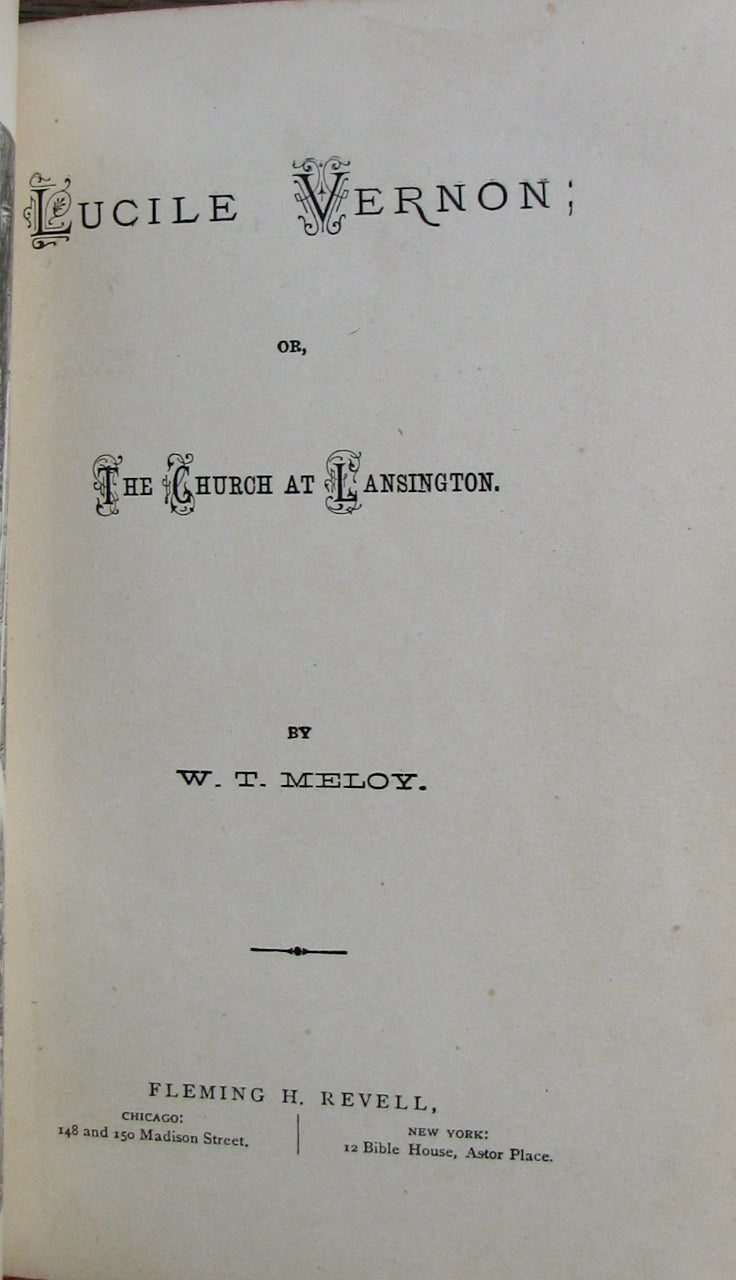 LUCILE VERNON;
OR,
THE CHURCH AT LANSINGTON.
BY
W. T. MELOY.
FLEMING H. REVELL,
CHICAGO:
148 and 150 Madison Street.
NEW YORK:
12 Bible House, Astor Place.